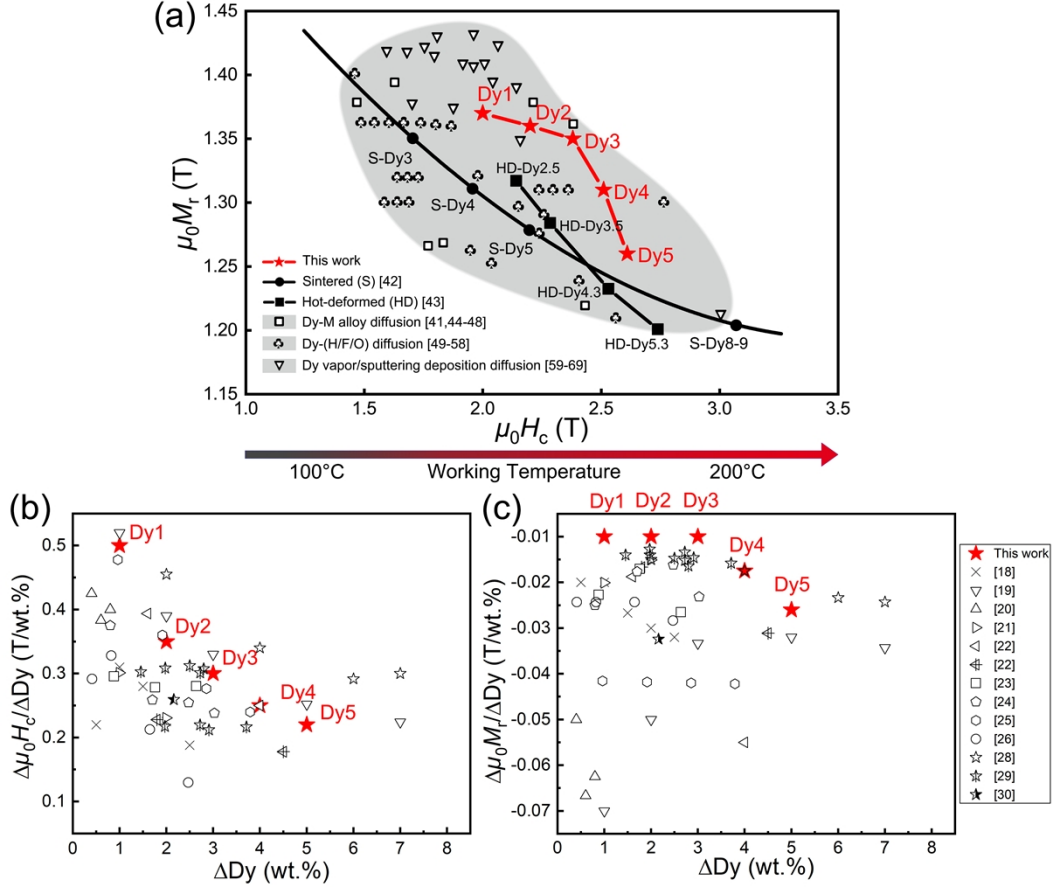 (a)
1.45
1.40
1.35
1.30
1.25
1.20
1.15
μ₀Mᵣ (T)
Dy1
Dy2
Dy3
Dy4
Dy5
S-Dy3
S-Dy4
S-Dy5
HD-Dy2.5
HD-Dy3.5
HD-Dy4.3
HD-Dy5.3
S-Dy8-9
This work
Sintered (S) [42]
Hot-deformed (HD) [43]
Dy-M alloy diffusion [41,44-48]
Dy-(H/F/O) diffusion [49-58]
Dy vapor/sputtering deposition diffusion [59-69]
1.0 1.5 2.0 2.5 3.0 3.5
μ₀H꜀ (T)
100°C Working Temperature 200°C
(b)
Δμ₀H꜀/ΔDy (T/wt.%)
0.5
0.4
0.3
0.2
0.1
Dy1
Dy2
Dy3
Dy4
Dy5
0 1 2 3 4 5 6 7 8
ΔDy (wt.%)
(c)
Δμ₀Mᵣ/ΔDy (T/wt.%)
-0.01
-0.02
-0.03
-0.04
-0.05
-0.06
-0.07
Dy1 Dy2 Dy3
Dy4
Dy5
0 1 2 3 4 5 6 7 8
ΔDy (wt.%)
This work
[18]
[19]
[20]
[21]
[22]
[22]
[23]
[24]
[25]
[26]
[28]
[29]
[30]